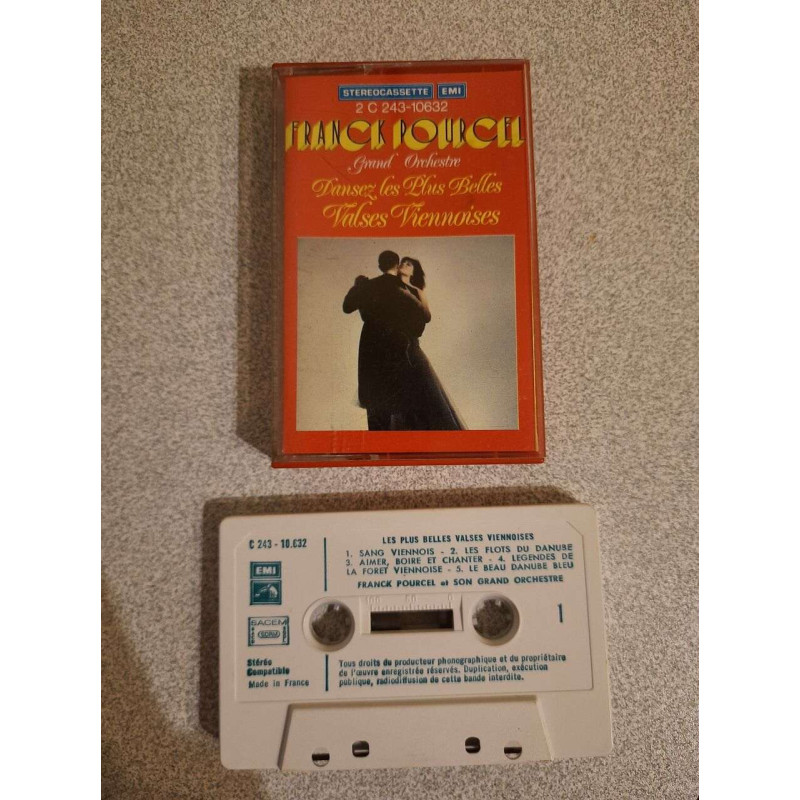 STEREOCASSETTE EMI
2 C 243-10632
FRANCK POURCEL
Grand Orchestre
Dansez les Plus Belles
Valses Viennoises
C 243 - 10.632
LES PLUS BELLES VALSES VIENNOISES
1. SANG VIENNOIS - 2. LES FLOTS DU DANUBE
3. AIMER, BOIRE ET CHANTER - 4. LEGENDES DE
LA FORET VIENNOISE - 5. LE BEAU DANUBE BLEU
FRANCK POURCEL et SON GRAND ORCHESTRE
EMI
100 50 0
1
SACEM
SDRM
Stéréo
Compatible
Made in France
Tous droits du producteur phonographique et du propriétaire
de l'œuvre enregistrée réservés. Duplication, exécution
publique, radiodiffusion de cette bande interdite.